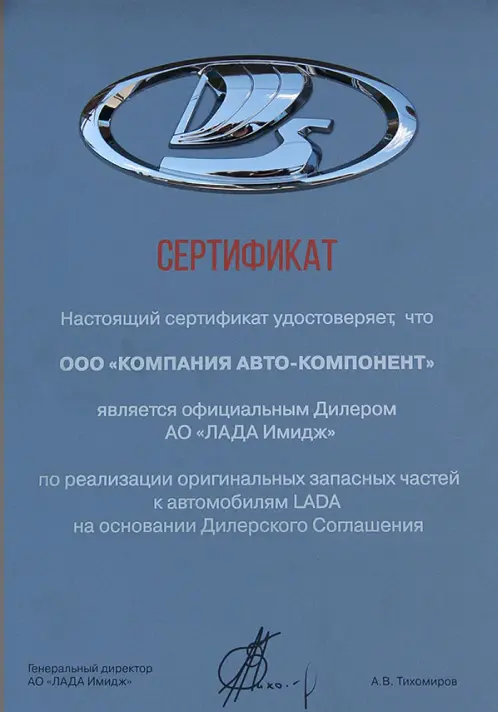 СЕРТИФИКАТ
Настоящий сертификат удостоверяет, что
ООО «КОМПАНИЯ АВТО-КОМПОНЕНТ»
является официальным Дилером
АО «ЛАДА Имидж»
по реализации оригинальных запасных частей
к автомобилям LADA
на основании Дилерского Соглашения
Генеральный директор
АО «ЛАДА Имидж»
А.В. Тихомиров